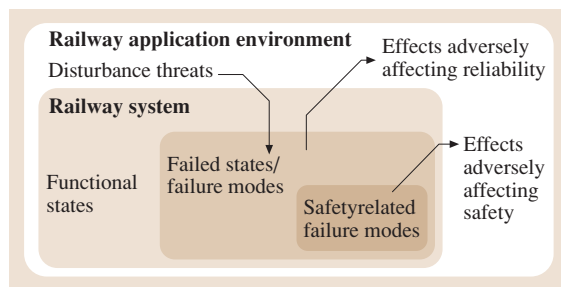 Railway application environment
Disturbance threats
Effects adversely
affecting reliability
Railway system
Effects
adversely
affecting
safety
Failed states/
failure modes
Functional
states
Safetyrelated
failure modes